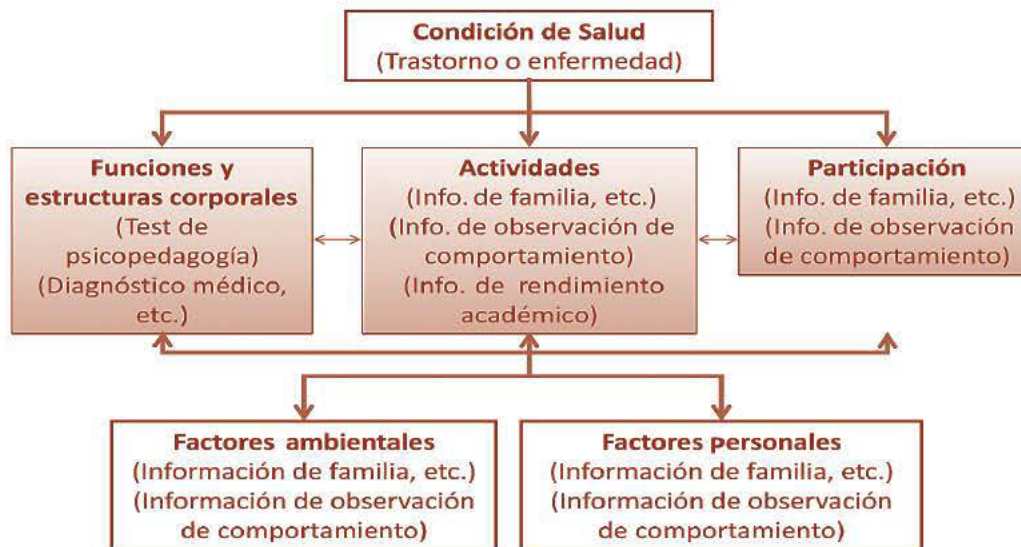 Condición de Salud
(Trastorno o enfermedad)
Funciones y
estructuras corporales
(Test de
psicopedagogía)
(Diagnóstico médico,
etc.)
Actividades
(Info. de familia, etc.)
(Info. de observación de
comportamiento)
(Info. de rendimiento
académico)
Participación
(Info. de familia, etc.)
(Info. de observación
de comportamiento)
Factores ambientales
(Información de familia, etc.)
(Información de observación
de comportamiento)
Factores personales
(Información de familia, etc.)
(Información de observación
de comportamiento)